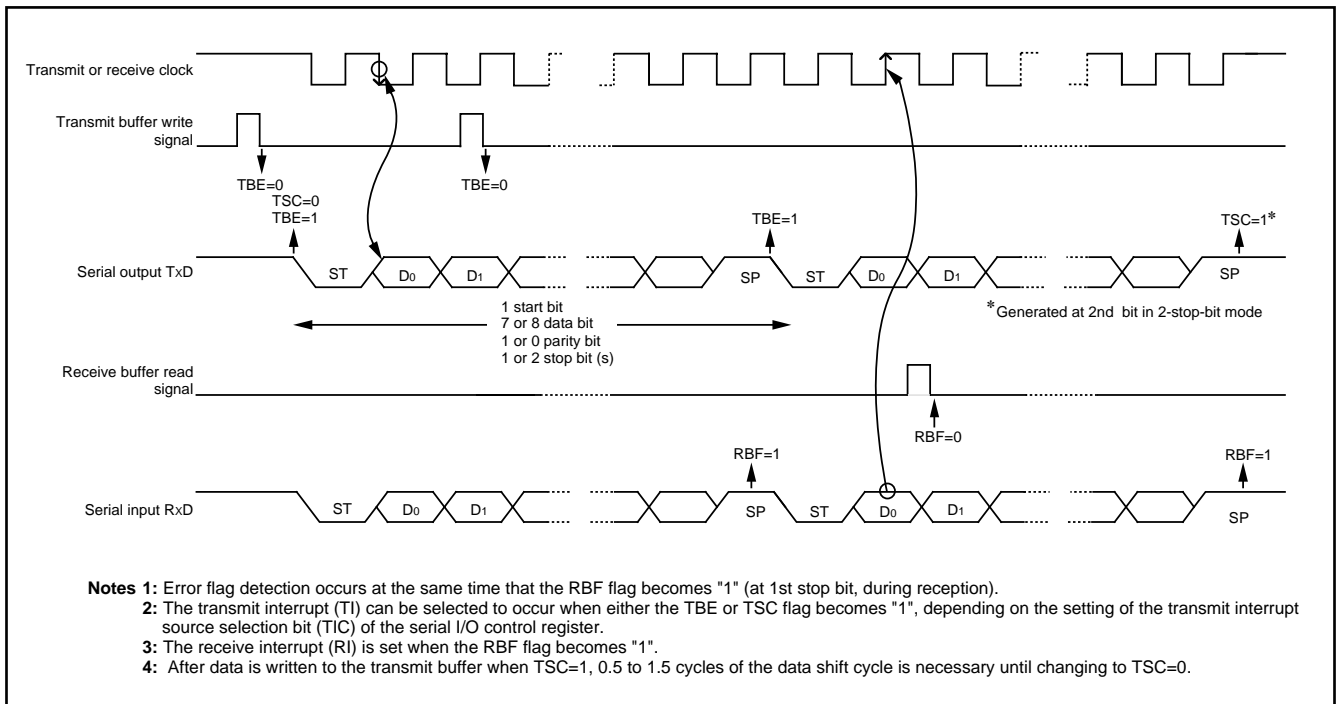 Transmit or receive clock
Transmit buffer write
signal
TBE=0
TSC=0
TBE=1
TBE=0
TBE=1
TSC=1*
Serial output TxD
ST
D0
D1
SP
ST
D0
D1
SP
*Generated at 2nd bit in 2-stop-bit mode
1 start bit
7 or 8 data bit
1 or 0 parity bit
1 or 2 stop bit (s)
Receive buffer read
signal
RBF=0
RBF=1
RBF=1
Serial input RxD
ST
D0
D1
SP
ST
D0
D1
SP
Notes 1: Error flag detection occurs at the same time that the RBF flag becomes "1" (at 1st stop bit, during reception).
2: The transmit interrupt (TI) can be selected to occur when either the TBE or TSC flag becomes "1", depending on the setting of the transmit interrupt
source selection bit (TIC) of the serial I/O control register.
3: The receive interrupt (RI) is set when the RBF flag becomes "1".
4: After data is written to the transmit buffer when TSC=1, 0.5 to 1.5 cycles of the data shift cycle is necessary until changing to TSC=0.